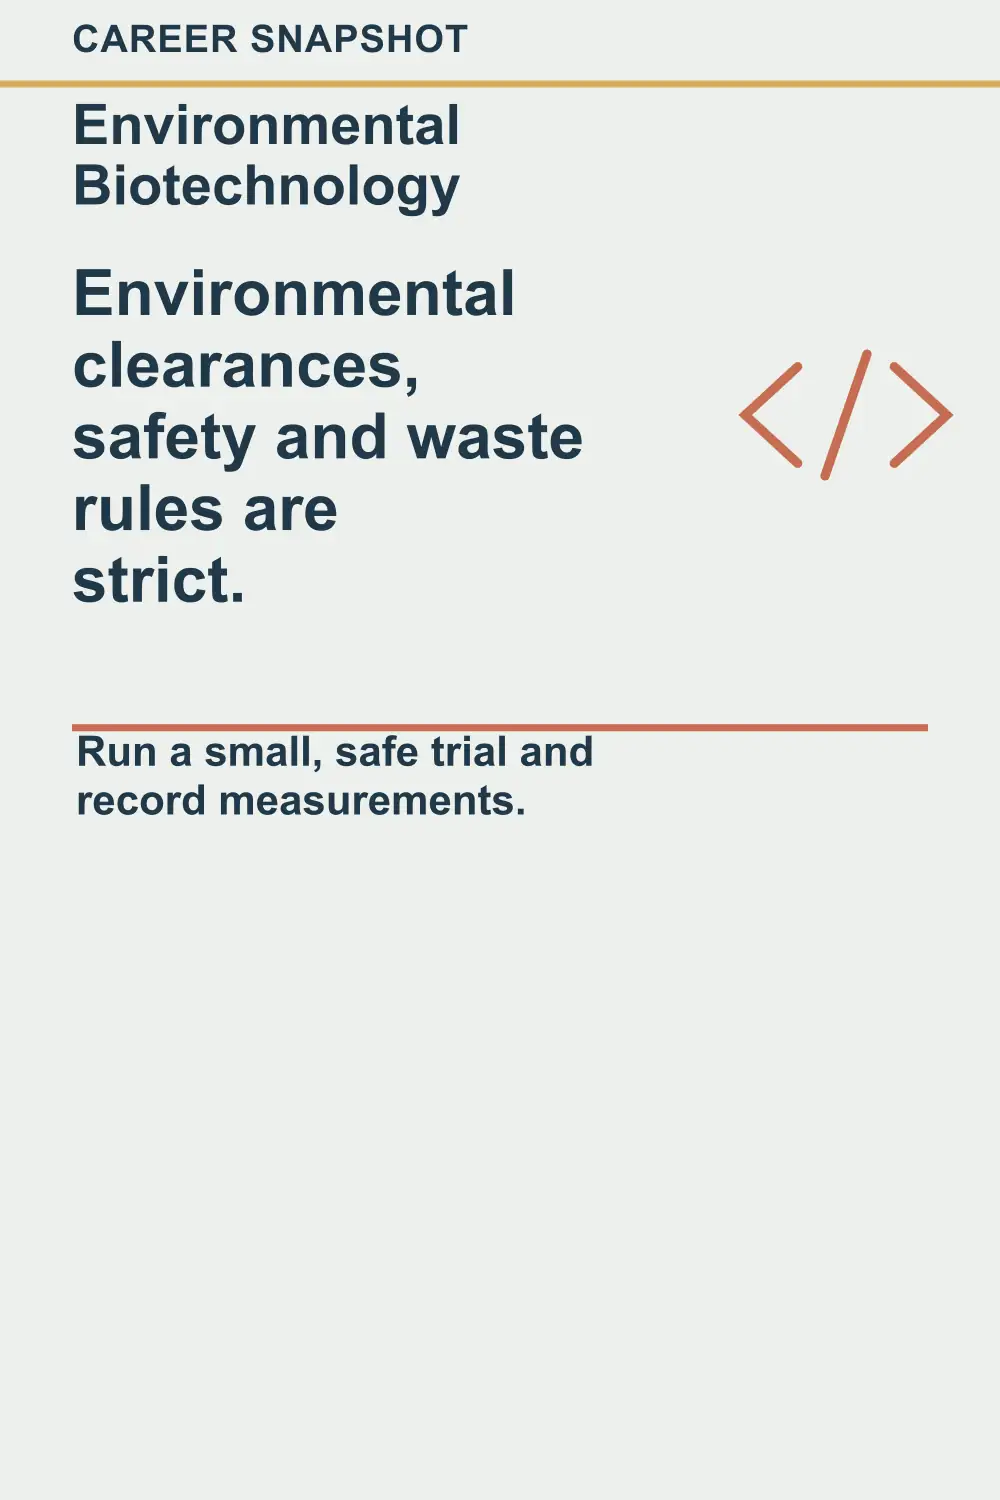 CAREER SNAPSHOT
Environmental
Biotechnology
Environmental
clearances,
safety and waste
rules are
strict.
Run a small, safe trial and
record measurements.